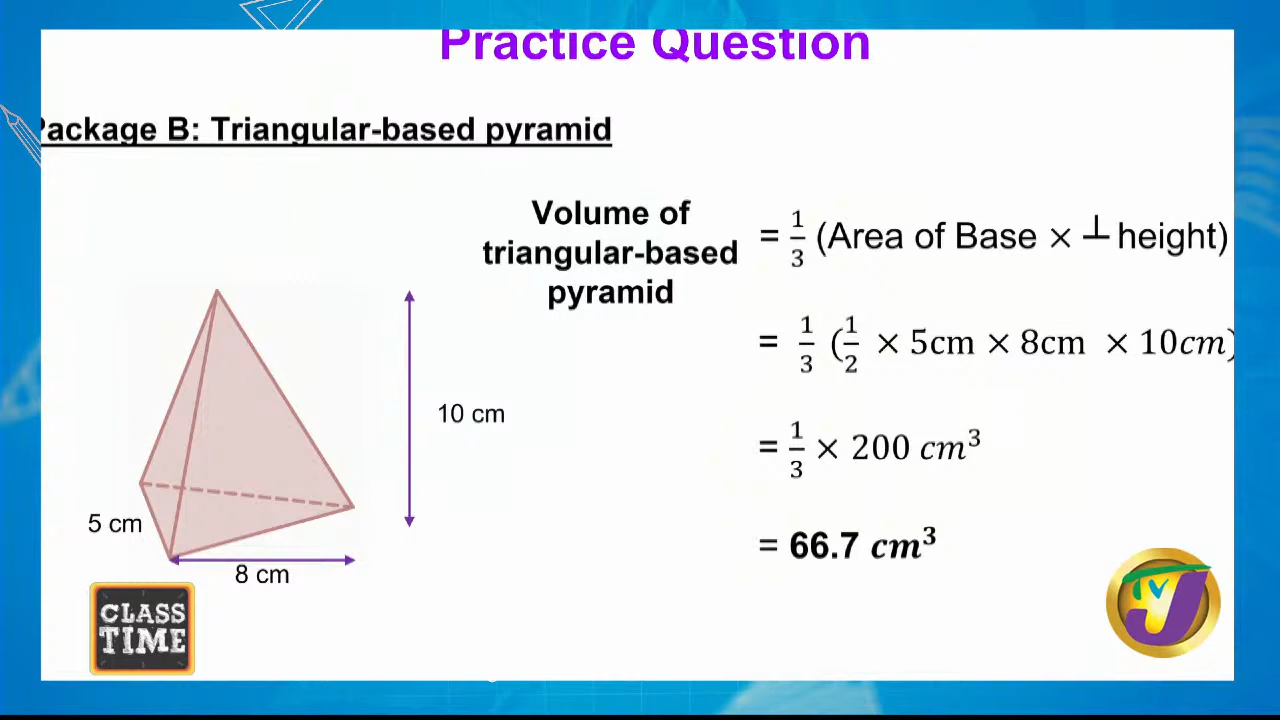 Practice Question
Package B: Triangular-based pyramid
Volume of
triangular-based
pyramid
= 1/3 (Area of Base × ⊥ height)
= 1/3 (1/2 × 5cm × 8cm × 10cm)
= 1/3 × 200 cm³
= 66.7 cm³
10 cm
5 cm
8 cm
CLASS
TIME
TVJ